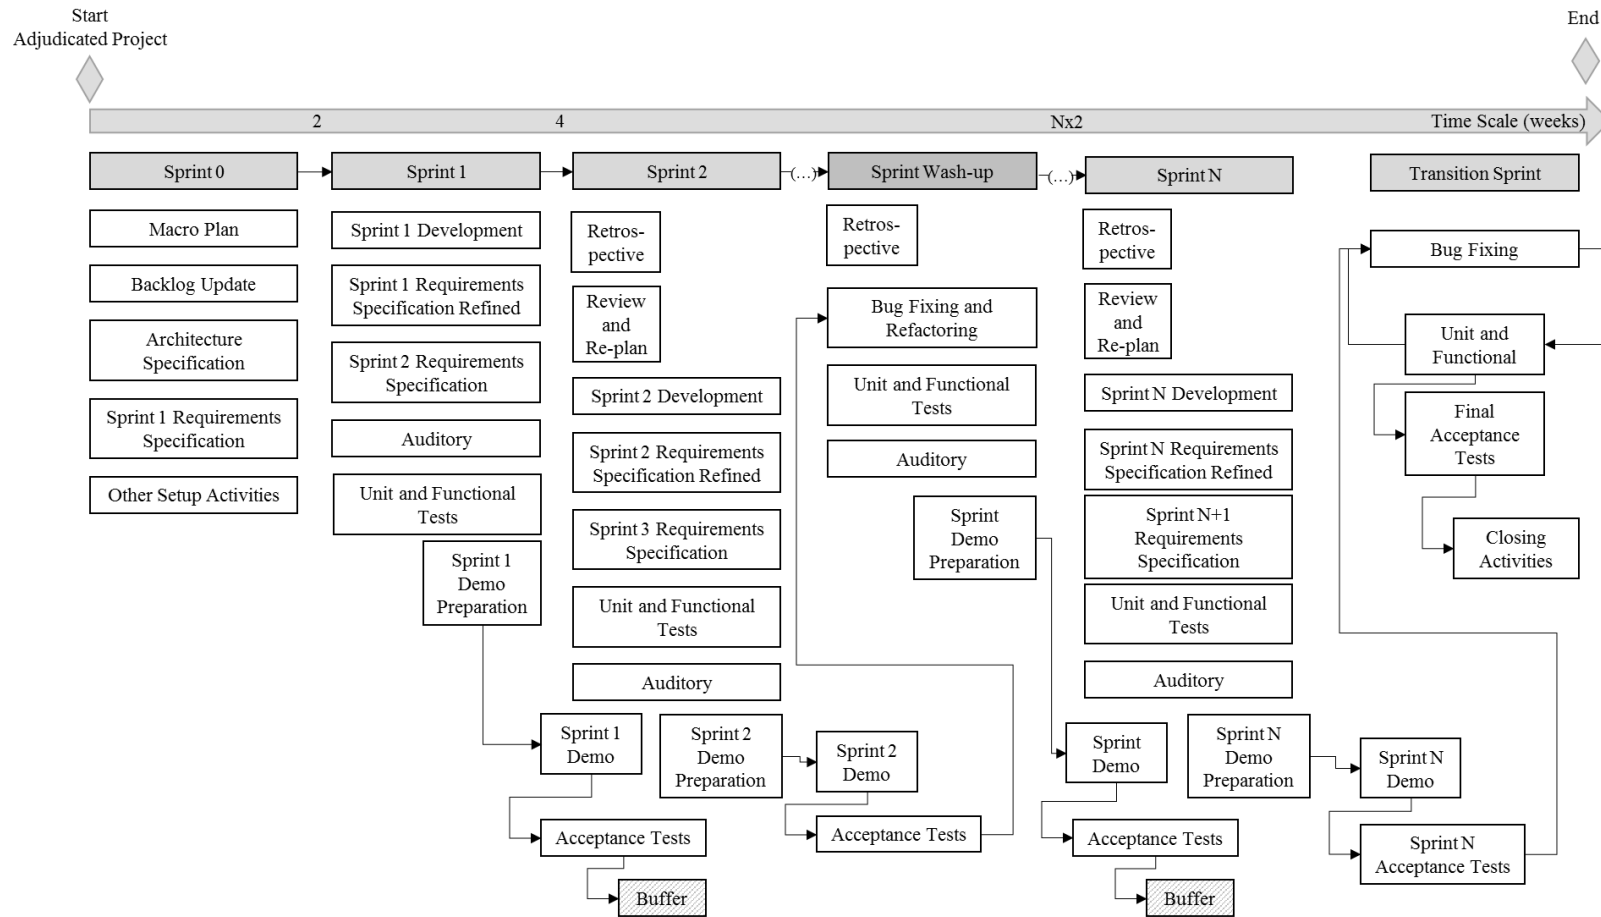 Start
Adjudicated Project
End
2
4
Nx2
Time Scale (weeks)
Sprint 0
Sprint 1
Sprint 2
(...)
Sprint Wash-up
(...)
Sprint N
Transition Sprint
Macro Plan
Backlog Update
Architecture
Specification
Sprint 1 Requirements
Specification
Other Setup Activities
Sprint 1 Development
Sprint 1 Requirements
Specification Refined
Sprint 2 Requirements
Specification
Auditory
Unit and Functional
Tests
Sprint 1
Demo
Preparation
Sprint 1
Demo
Acceptance Tests
Buffer
Retros-
pective
Review
and
Re-plan
Sprint 2 Development
Sprint 2 Requirements
Specification Refined
Sprint 3 Requirements
Specification
Unit and Functional
Tests
Auditory
Sprint 2
Demo
Preparation
Sprint 2
Demo
Acceptance Tests
Retros-
pective
Bug Fixing and
Refactoring
Unit and Functional
Tests
Auditory
Sprint
Demo
Preparation
Sprint
Demo
Acceptance Tests
Buffer
Retros-
pective
Review
and
Re-plan
Sprint N Development
Sprint N Requirements
Specification Refined
Sprint N+1
Requirements
Specification
Unit and Functional
Tests
Auditory
Sprint N
Demo
Preparation
Sprint N
Demo
Sprint N
Acceptance Tests
Bug Fixing
Unit and
Functional
Final
Acceptance
Tests
Closing
Activities